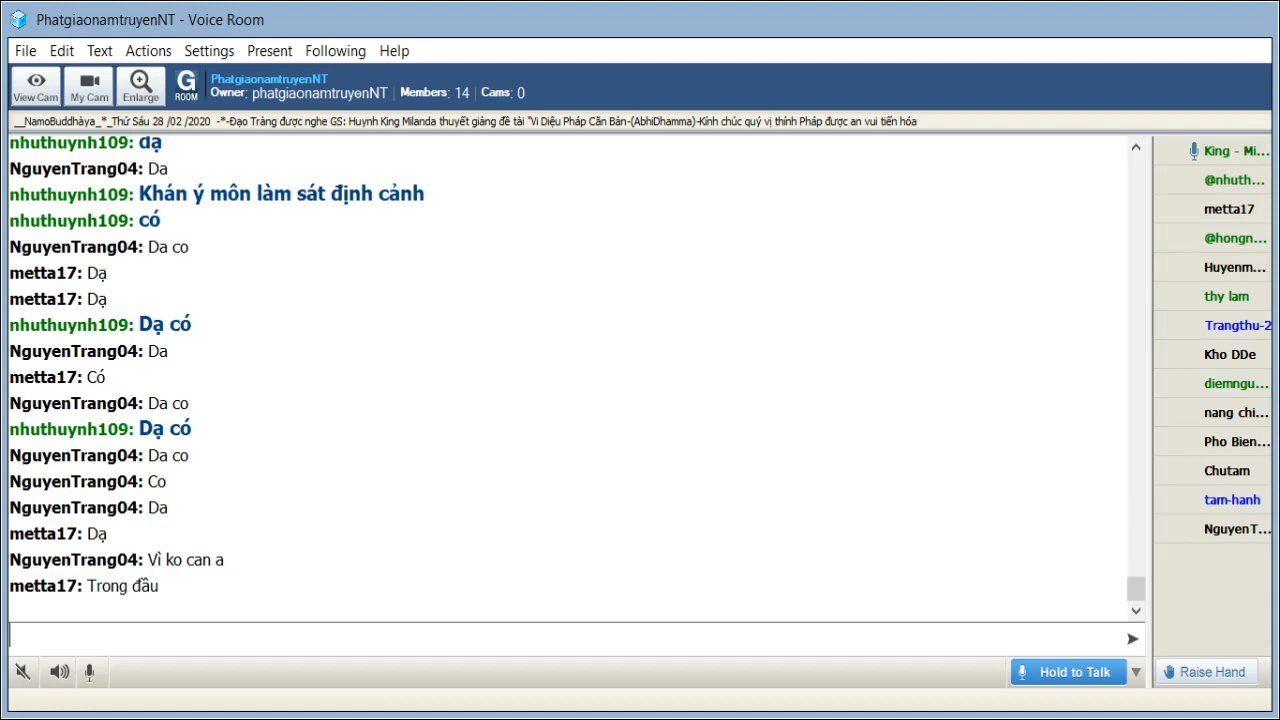 PhatgiaonamtruyenNT - Voice Room
File Edit Text Actions Settings Present Following Help
View Cam My Cam Enlarge G ROOM PhatgiaonamtruyenNT
Owner: phatgiaonamtruyenNT | Members: 14 | Cams: 0
__NamoBuddhàya_*_Thứ Sáu 28 /02 /2020 -*-Đạo Tràng được nghe GS: Huynh King Milanda thuyết giảng đề tài "Vi Diệu Pháp Căn Bản-(AbhiDhamma)-Kính chúc quý vị thính Pháp được an vui tiến hóa
nhuthuynh109: dạ
NguyenTrang04: Da
nhuthuynh109: Khán ý môn làm sát định cảnh
nhuthuynh109: có
NguyenTrang04: Da co
metta17: Dạ
metta17: Dạ
nhuthuynh109: Dạ có
NguyenTrang04: Da
metta17: Có
NguyenTrang04: Da co
nhuthuynh109: Dạ có
NguyenTrang04: Da co
NguyenTrang04: Co
NguyenTrang04: Da
metta17: Dạ
NguyenTrang04: Vì ko can a
metta17: Trong đầu
King - Mi...
@nhuth...
metta17
@hongn...
Huyenm...
thy lam
Trangthu-2
Kho DDe
diemngu...
nang chi...
Pho Bien...
Chutam
tam-hanh
NguyenT...
Hold to Talk
Raise Hand